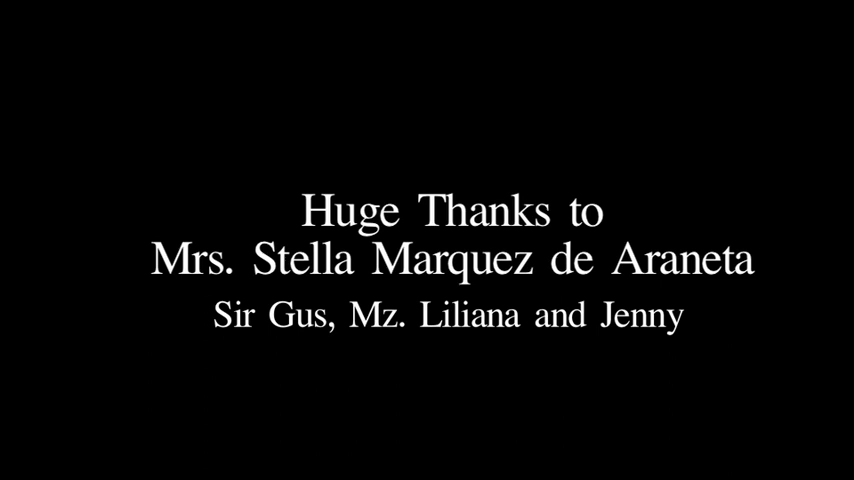 Huge Thanks to
Mrs. Stella Marquez de Araneta
Sir Gus, Mz. Liliana and Jenny